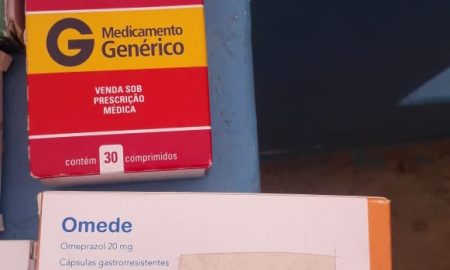 G Medicamento
Genérico
VENDA SOB
PRESCRIÇÃO
MÉDICA
contém 30 comprimidos
Omede
Omeprazol 20 mg
Cápsulas gastrorresistentes